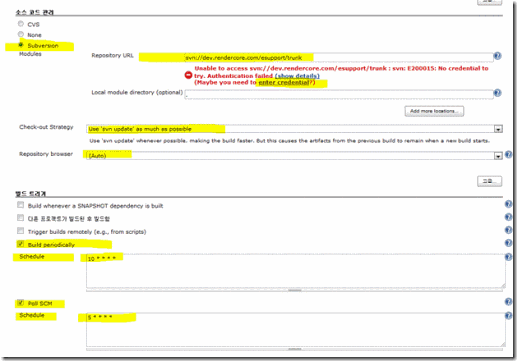 고급...
소스 코드 관리
CVS
None
Subversion
Modules
Repository URL
svn://dev.rendercore.com/esupport/trunk
Unable to access svn://dev.rendercore.com/esupport/trunk : svn: E200015: No credential to
try. Authentication failed (show details)
(Maybe you need to enter credential?)
Local module directory (optional)
.
Add more locations...
Check-out Strategy
Use 'svn update' as much as possible
Use 'svn update' whenever possible, making the build faster. But this causes the artifacts from the previous build to remain when a new build starts.
Repository browser
(Auto)
고급...
빌드 트리거
Build whenever a SNAPSHOT dependency is built
다른 프로젝트가 빌드된 후 빌드함
Trigger builds remotely (e.g., from scripts)
Build periodically
Schedule
10 * * * *
Poll SCM
Schedule
5 * * * *